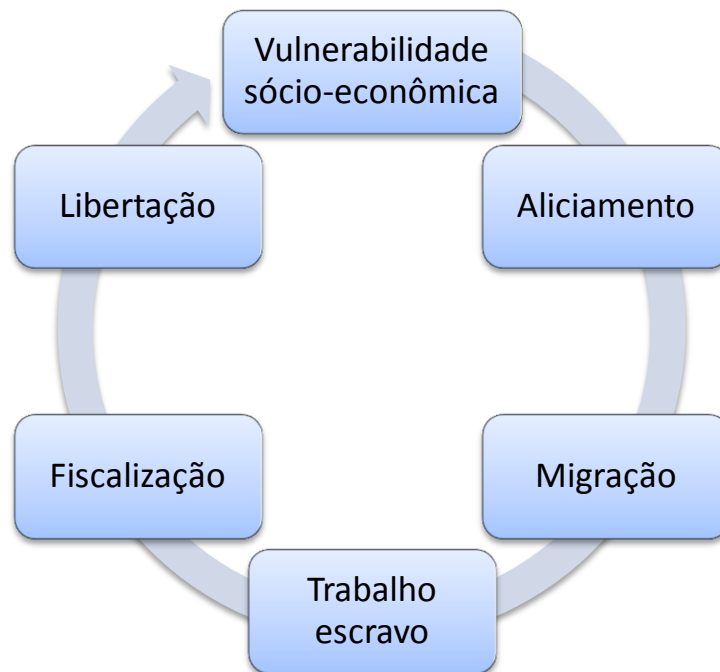 Vulnerabilidade
sócio-econômica
Aliciamento
Migração
Trabalho
escravo
Fiscalização
Libertação